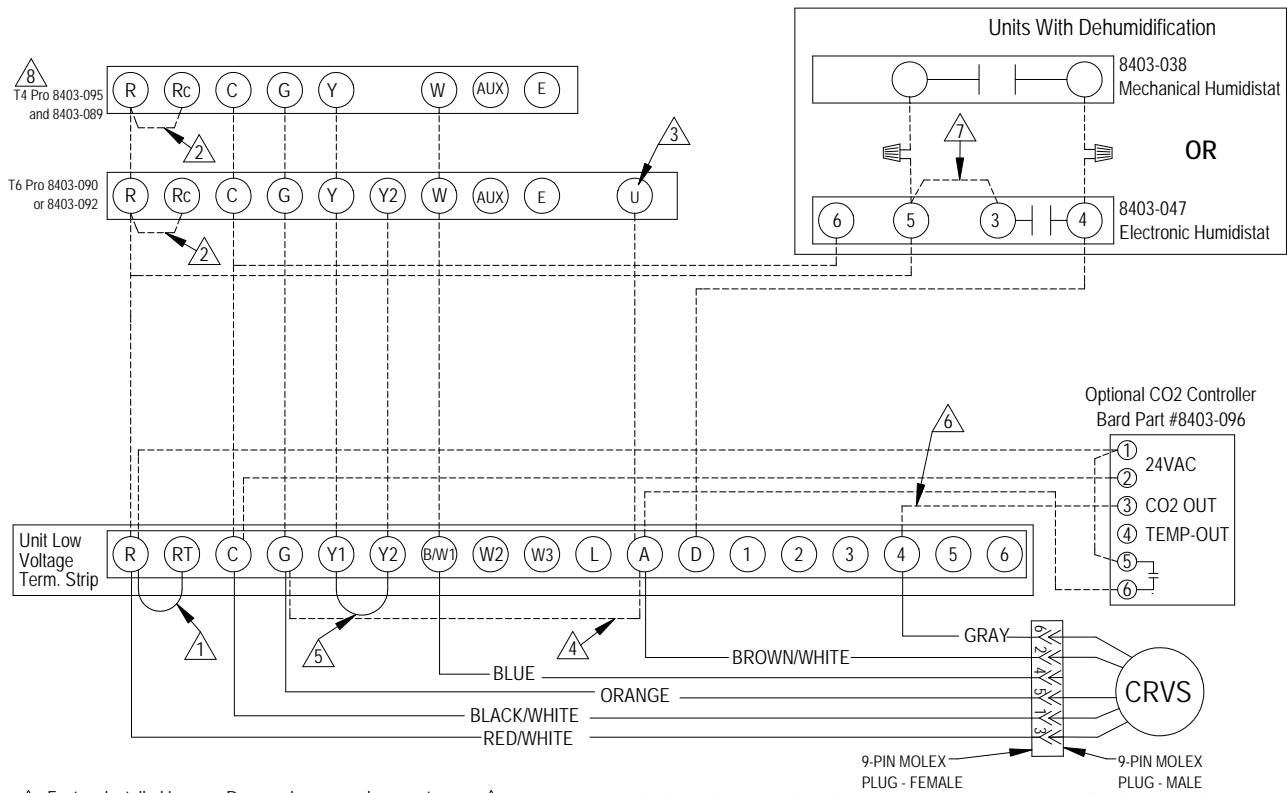 Units With Dehumidification
8403-038
Mechanical Humidistat
OR
7
6 5 3 4
8403-047
Electronic Humidistat
8
T4 Pro 8403-095
and 8403-089
R Rc C G Y W AUX E
2
3
T6 Pro 8403-090
or 8403-092
R Rc C G Y Y2 W AUX E U
2
Optional CO2 Controller
Bard Part #8403-096
1
24VAC
2
3 CO2 OUT
4 TEMP-OUT
5
6
6
Unit Low
Voltage
Term. Strip
R RT C G Y1 Y2 B/W1 W2 W3 L A D 1 2 3 4 5 6
1
5
4
GRAY
BROWN/WHITE
BLUE
ORANGE
BLACK/WHITE
RED/WHITE
6
2
4
5
1
3
CRVS
9-PIN MOLEX
PLUG - FEMALE
9-PIN MOLEX
PLUG - MALE